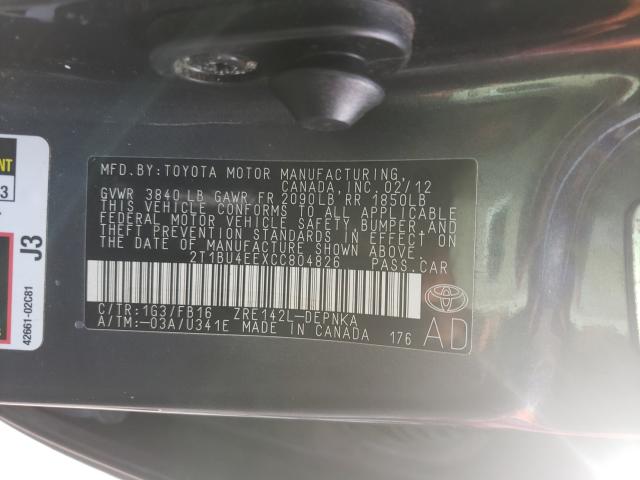 MFD.BY:TOYOTA MOTOR MANUFACTURING,
CANADA, INC. 02/12
GVWR 3840 LB GAWR FR 2090LB RR 1850LB
THIS VEHICLE CONFORMS TO ALL APPLICABLE
FEDERAL MOTOR VEHICLE SAFETY, BUMPER, AND
THEFT PREVENTION STANDARDS IN EFFECT ON
THE DATE OF MANUFACTURE SHOWN ABOVE.
2T1BU4EEXCC804826 PASS.CAR
C/TR:1G3/FB16 ZRE142L-DEPNKA
A/TM:-03A/U341E MADE IN CANADA 176
AD
J3
42661-02C81
3